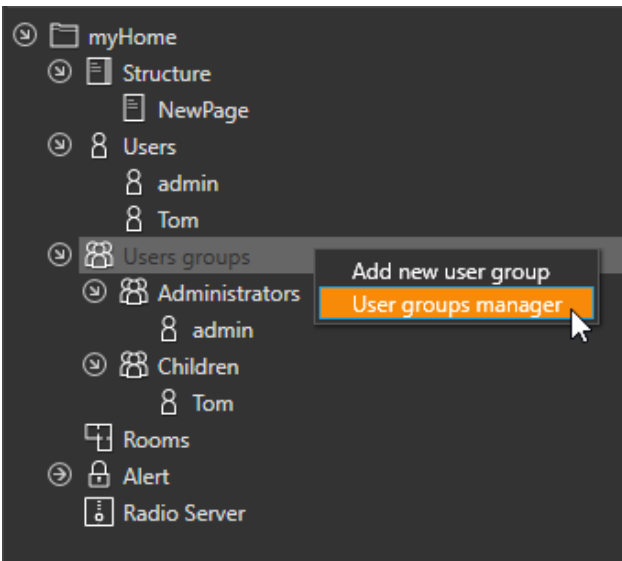 myHome
Structure
NewPage
Users
admin
Tom
Users groups
Add new user group
Administrators
User groups manager
admin
Children
Tom
Rooms
Alert
Radio Server